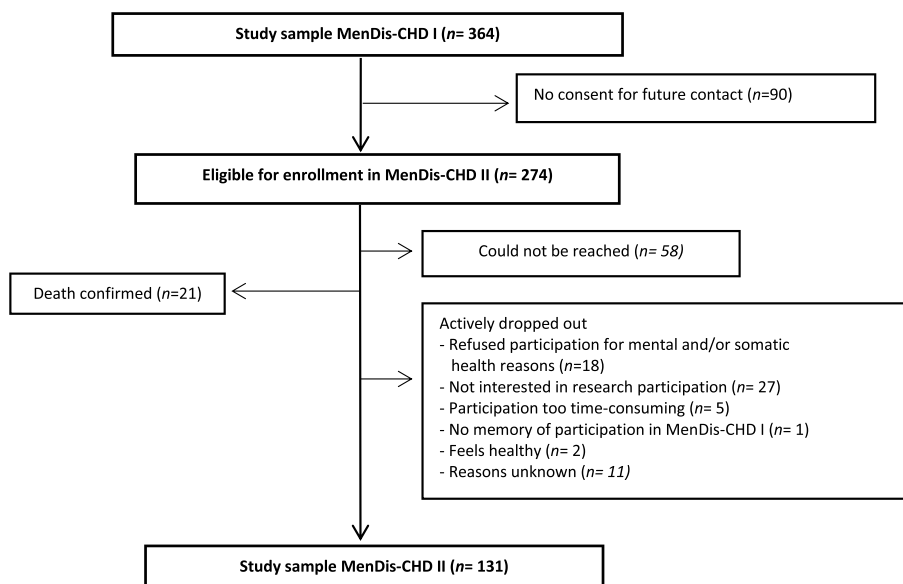 Study sample MenDis-CHD I (n= 364)
No consent for future contact (n=90)
Eligible for enrollment in MenDis-CHD II (n= 274)
Could not be reached (n= 58)
Death confirmed (n=21)
Actively dropped out
- Refused participation for mental and/or somatic
health reasons (n=18)
- Not interested in research participation (n= 27)
- Participation too time-consuming (n= 5)
- No memory of participation in MenDis-CHD I (n= 1)
- Feels healthy (n= 2)
- Reasons unknown (n= 11)
Study sample MenDis-CHD II (n= 131)